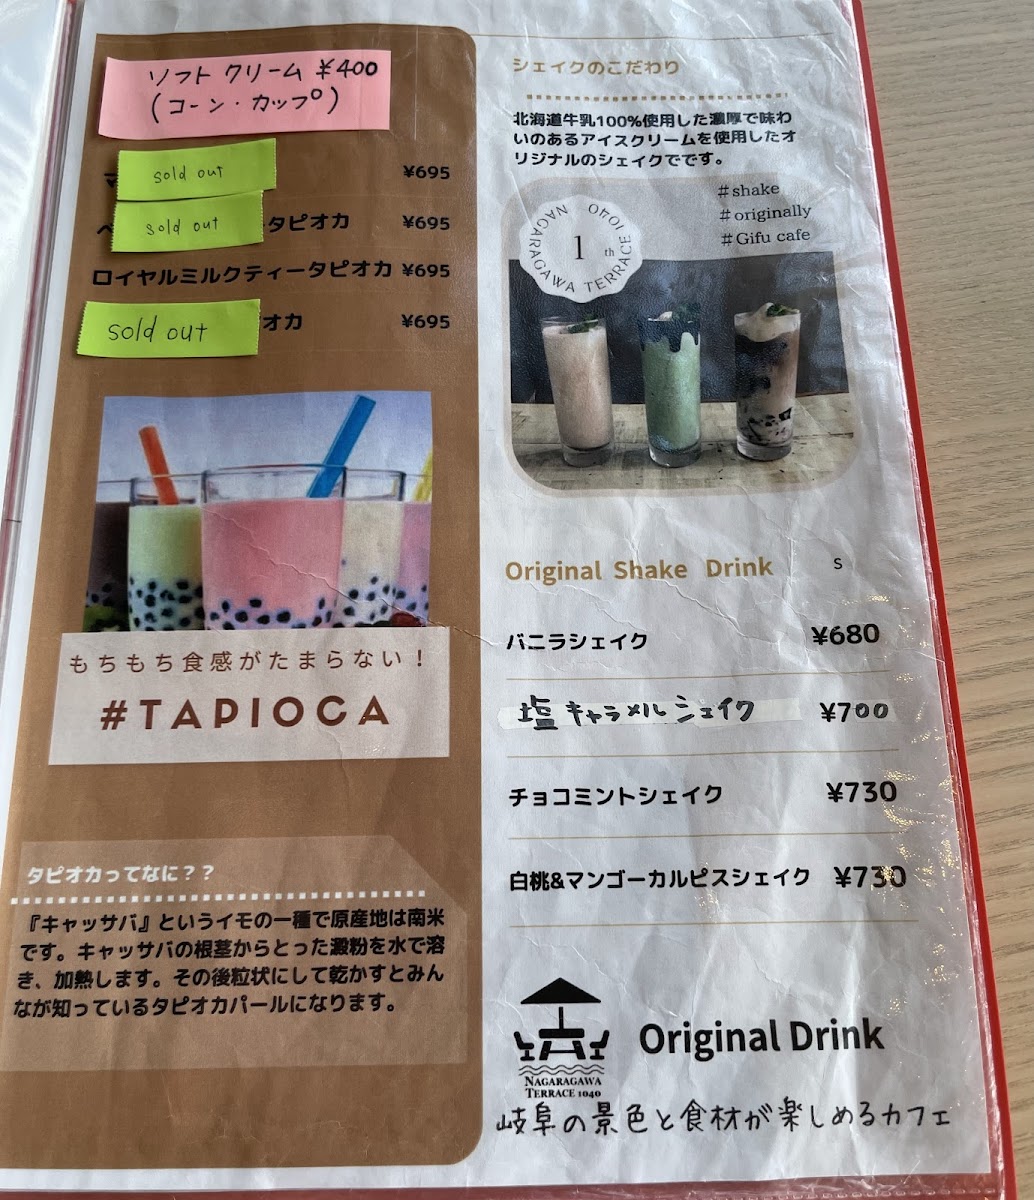 ソフトクリーム ¥400
(コーン・カップ)
sold out ¥695
sold out タピオカ ¥695
ロイヤルミルクティータピオカ ¥695
sold out オカ ¥695
もちもち食感がたまらない！
#TAPIOCA
タピオカってなに？？
『キャッサバ』というイモの一種で原産地は南米
です。キャッサバの根茎からとった澱粉を水で溶
き、加熱します。その後粒状にして乾かすとみん
なが知っているタピオカパールになります。
シェイクのこだわり
北海道牛乳100%使用した濃厚で味わ
いのあるアイスクリームを使用したオ
リジナルのシェイクでです。
#shake
#originally
#Gifu cafe
NAGARAGAWA TERRACE 1040
1 th
Original Shake Drink S
バニラシェイク ¥680
塩キャラメルシェイク ¥700
チョコミントシェイク ¥730
白桃&マンゴーカルピスシェイク ¥730
Original Drink
NAGARAGAWA
TERRACE 1040
岐阜の景色と食材が楽しめるカフェ